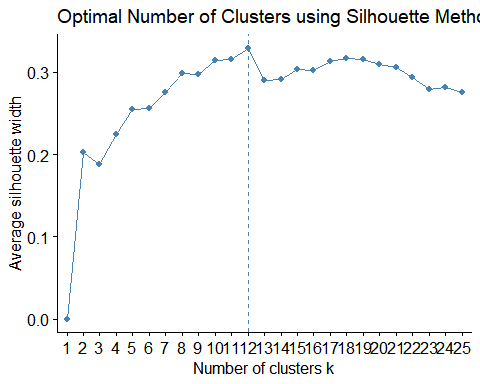 Optimal Number of Clusters using Silhouette Meth
Average silhouette width
0.3
0.2
0.1
0.0
1 2 3 4 5 6 7 8 9 10 11 12 13 14 15 16 17 18 19 20 21 22 23 24 25
Number of clusters k